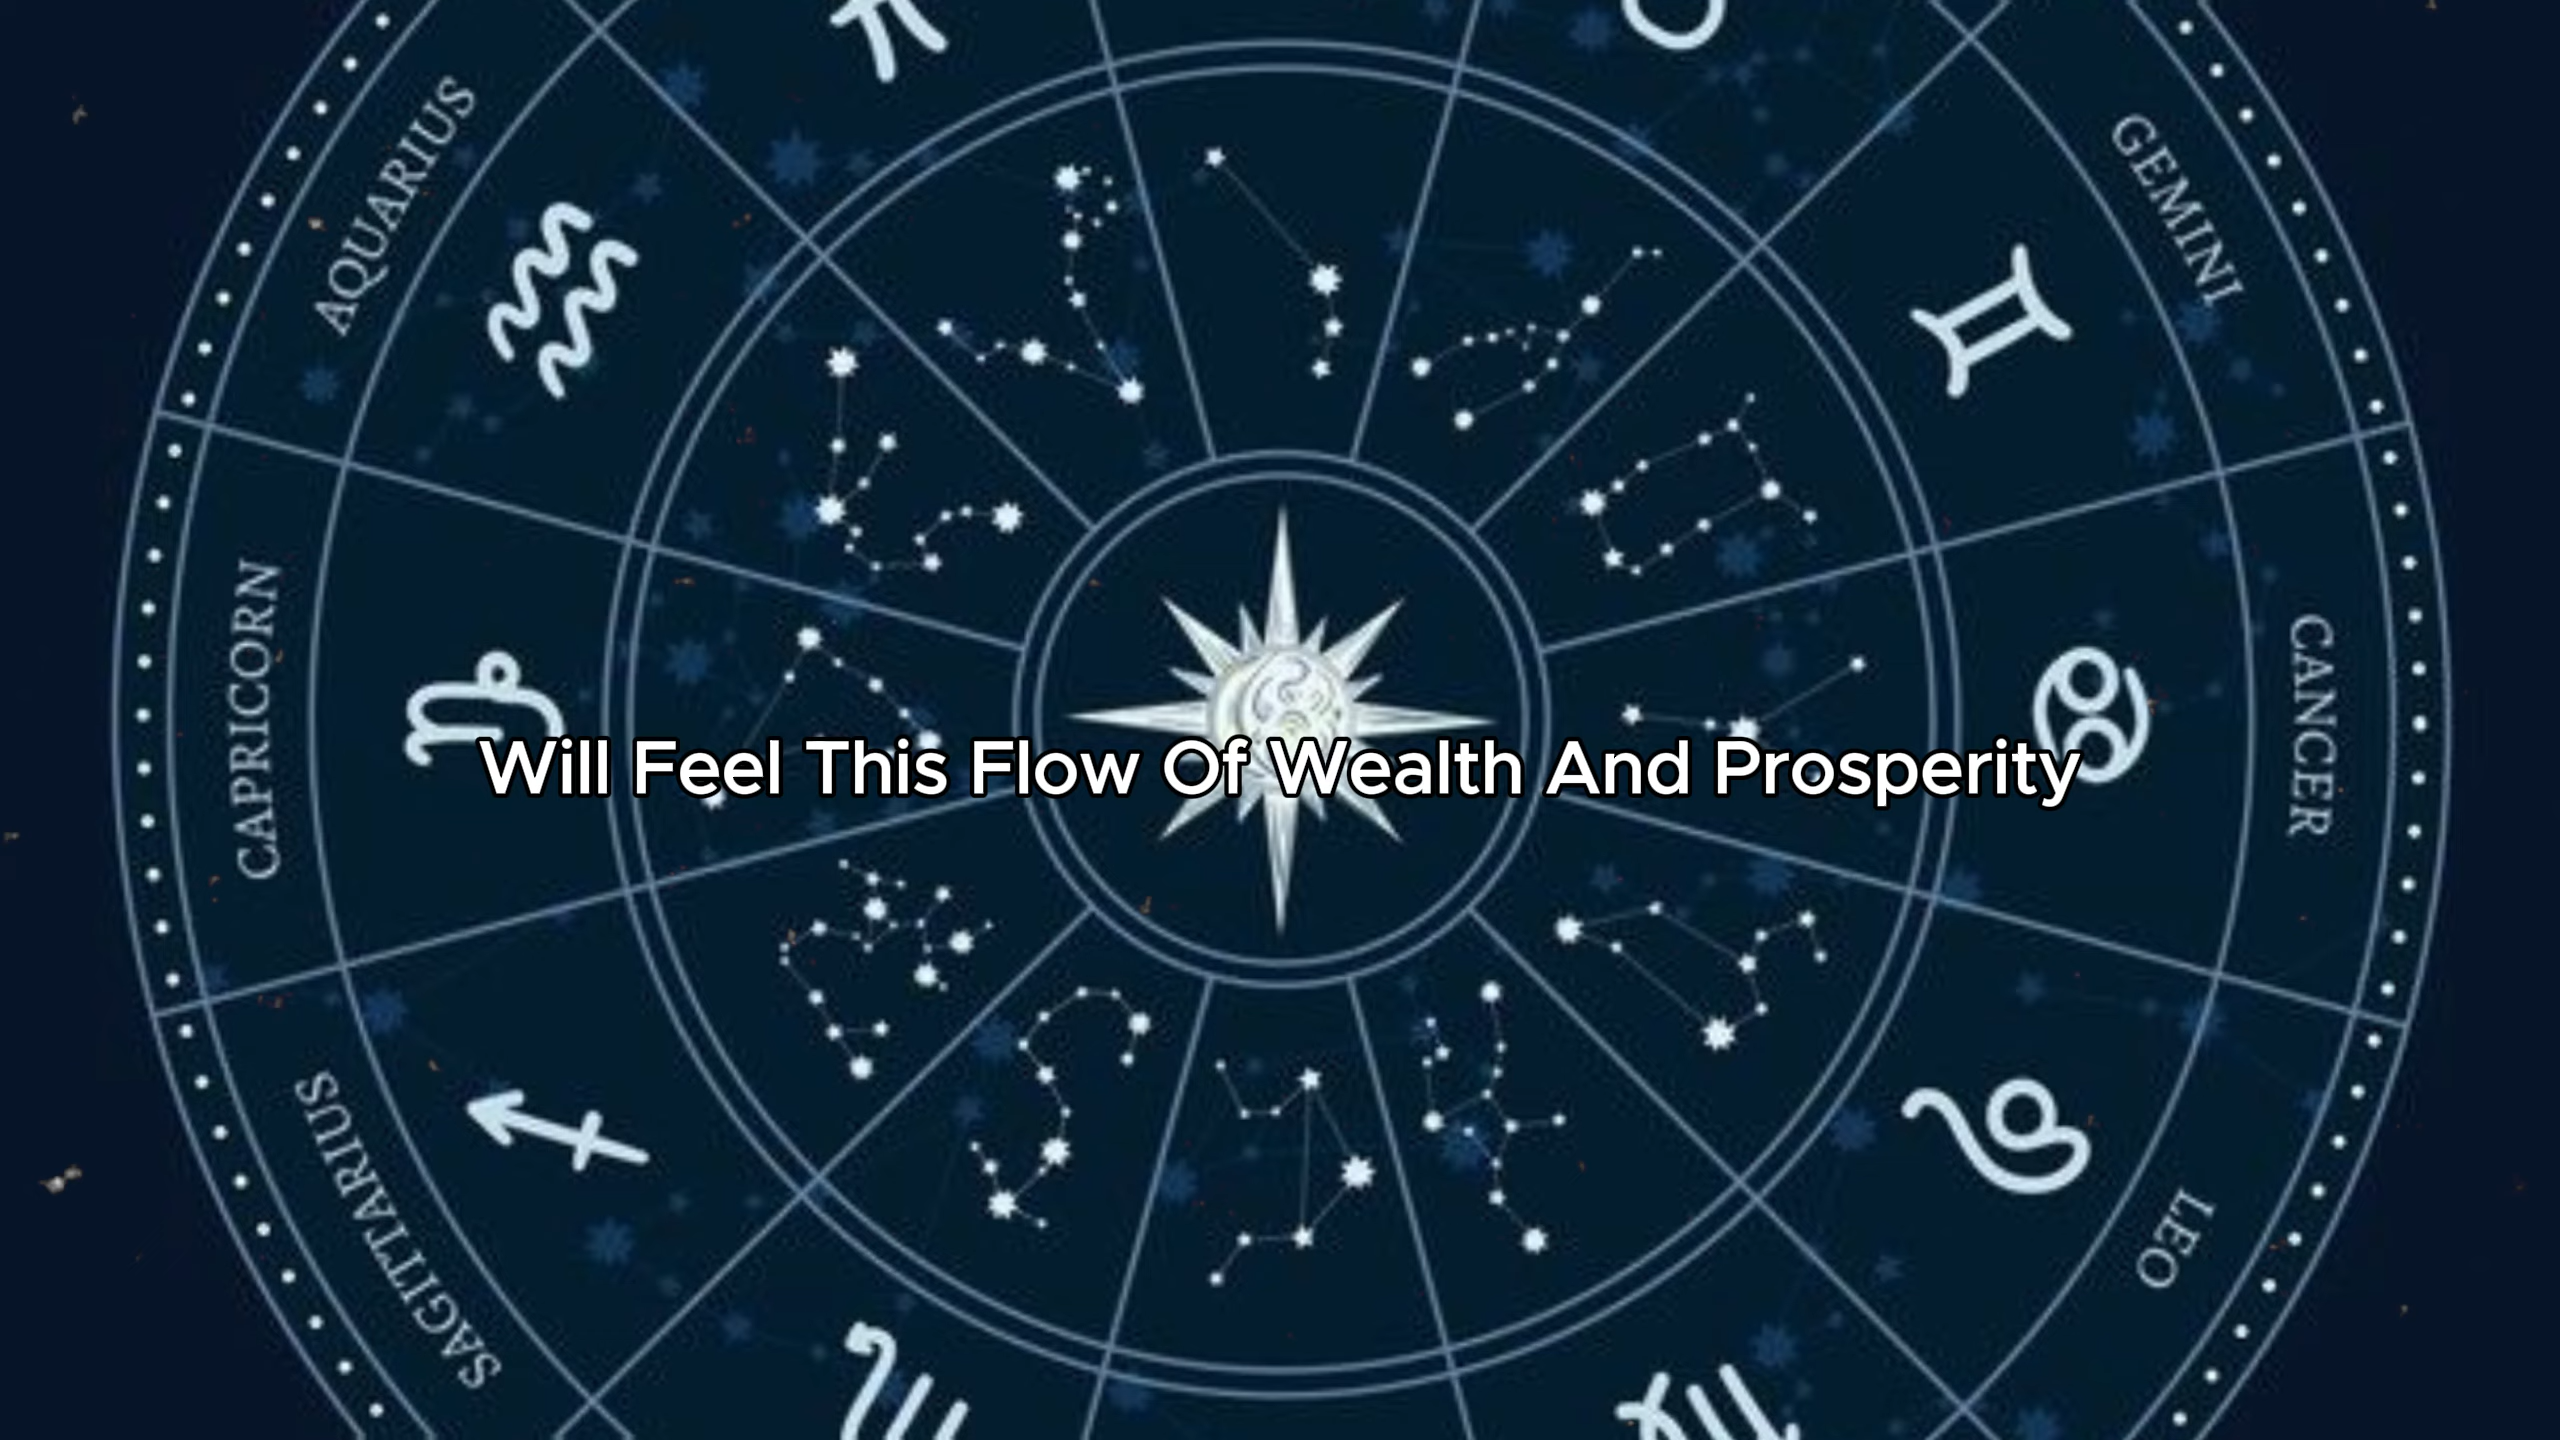 AQUARIUS
GEMINI
CAPRICORN
CANCER
Will Feel This Flow Of Wealth And Prosperity
SAGITTARIUS
LEO